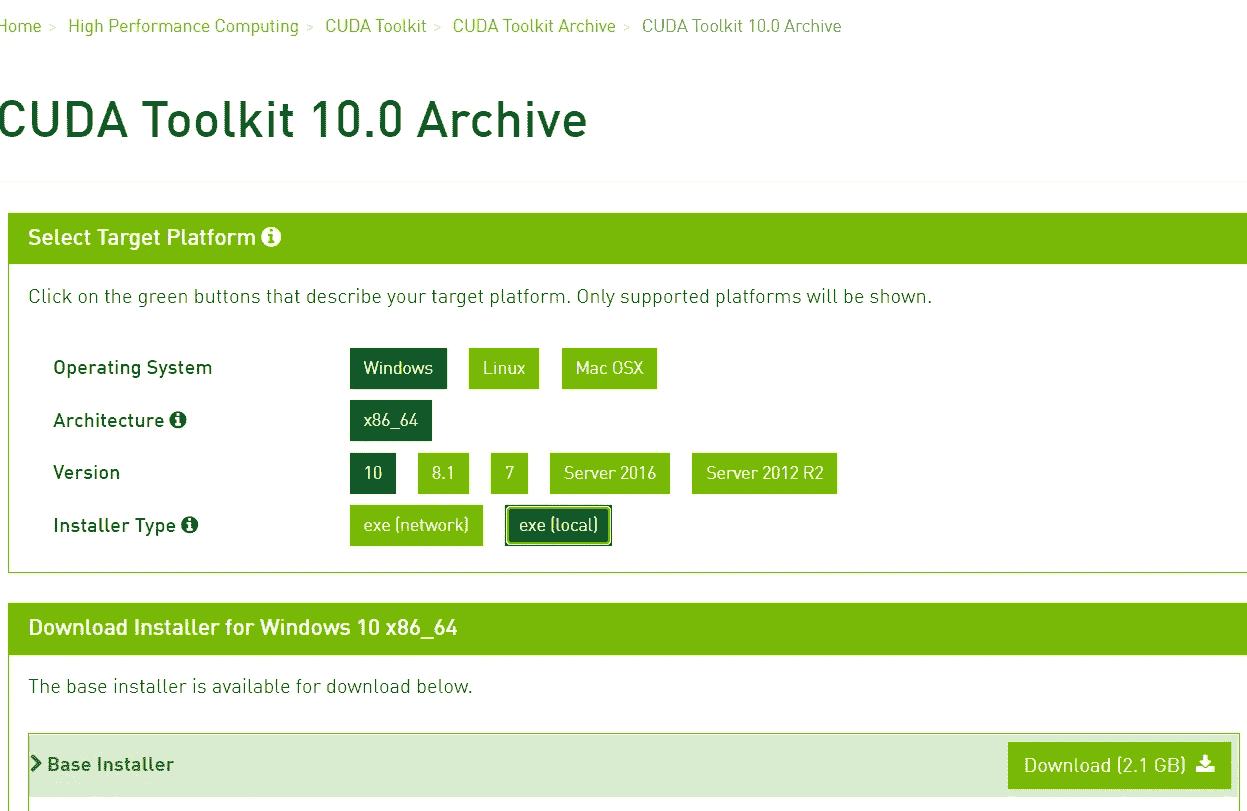 Home > High Performance Computing > CUDA Toolkit > CUDA Toolkit Archive > CUDA Toolkit 10.0 Archive
CUDA Toolkit 10.0 Archive
Select Target Platform
Click on the green buttons that describe your target platform. Only supported platforms will be shown.
Operating System Windows Linux Mac OSX
Architecture x86_64
Version 10 8.1 7 Server 2016 Server 2012 R2
Installer Type exe (network) exe (local)
Download Installer for Windows 10 x86_64
The base installer is available for download below.
Base Installer Download (2.1 GB)